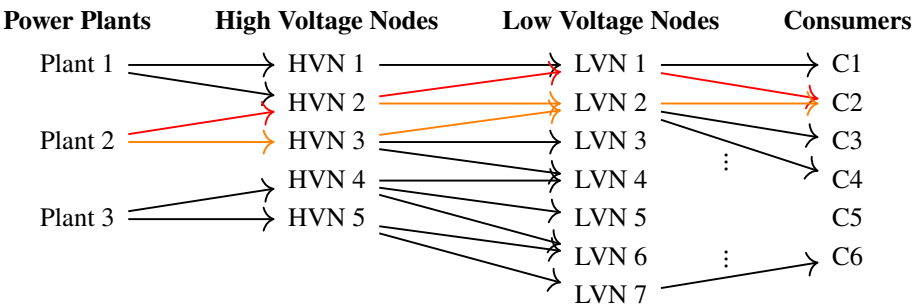 Power Plants High Voltage Nodes Low Voltage Nodes Consumers
Plant 1 HVN 1 LVN 1 C1
HVN 2 LVN 2 C2
Plant 2 HVN 3 LVN 3 C3
HVN 4 LVN 4 C4
Plant 3 HVN 5 LVN 5 C5
LVN 6 C6
LVN 7